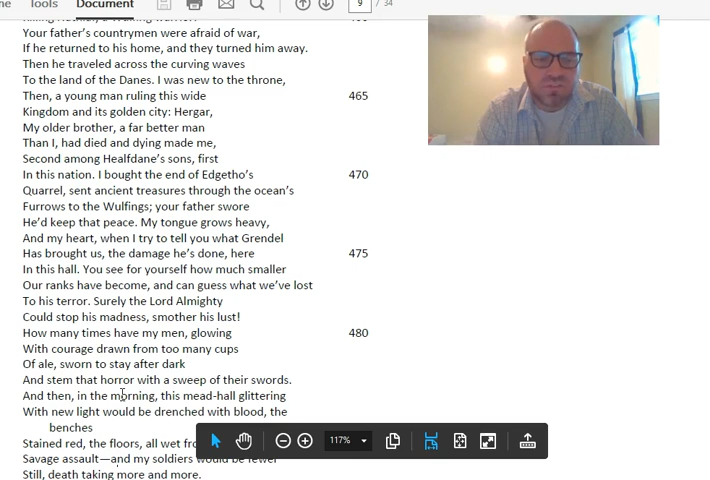 me Tools Document 9 / 34
Your father's countrymen were afraid of war,
If he returned to his home, and they turned him away.
Then he traveled across the curving waves
To the land of the Danes. I was new to the throne,
Then, a young man ruling this wide 465
Kingdom and its golden city: Hergar,
My older brother, a far better man
Than I, had died and dying made me,
Second among Healfdane's sons, first
In this nation. I bought the end of Edgetho's 470
Quarrel, sent ancient treasures through the ocean's
Furrows to the Wulfings; your father swore
He'd keep that peace. My tongue grows heavy,
And my heart, when I try to tell you what Grendel
Has brought us, the damage he's done, here 475
In this hall. You see for yourself how much smaller
Our ranks have become, and can guess what we've lost
To his terror. Surely the Lord Almighty
Could stop his madness, smother his lust!
How many times have my men, glowing 480
With courage drawn from too many cups
Of ale, sworn to stay after dark
And stem that horror with a sweep of their swords.
And then, in the morning, this mead-hall glittering
With new light would be drenched with blood, the
benches
Stained red, the floors, all wet
117%
Savage assault—and my soldiers would be fewer
Still, death taking more and more.